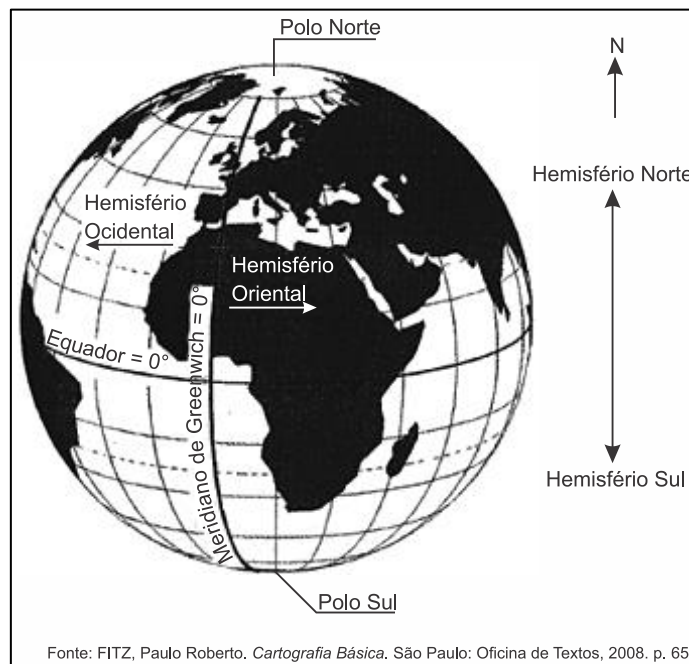 Polo Norte
N
Hemisfério Norte
Hemisfério
Ocidental
Hemisfério
Oriental
Equador = 0°
Meridiano de Greenwich = 0°
Hemisfério Sul
Polo Sul
Fonte: FITZ, Paulo Roberto. Cartografia Básica. São Paulo: Oficina de Textos, 2008. p. 65